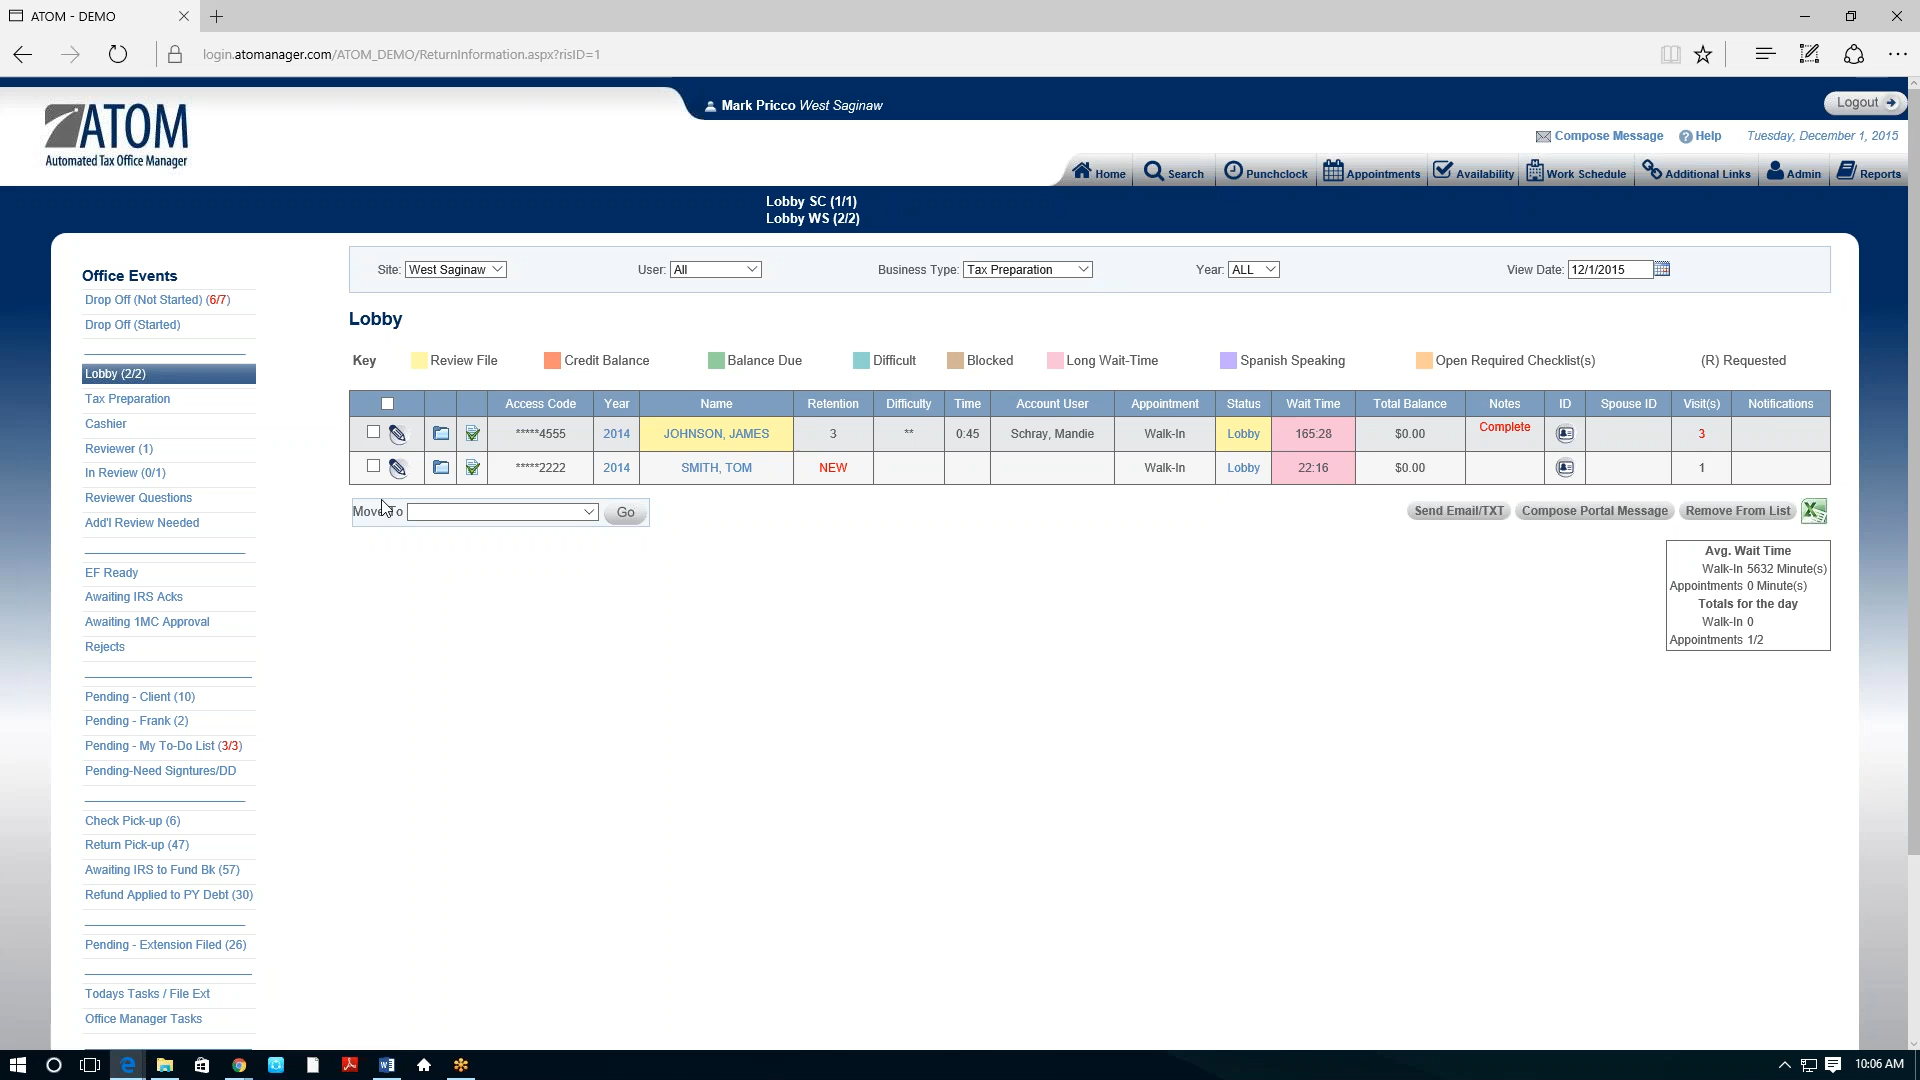 ATOM - DEMO
login.atomanager.com/ATOM_DEMO/ReturnInformation.aspx?risID=1
ATOM
Automated Tax Office Manager
Mark Pricco West Saginaw
Logout
Compose Message
Help
Tuesday, December 1, 2015
Home
Search
Punchclock
Appointments
Availability
Work Schedule
Additional Links
Admin
Reports
Lobby SC (1/1)
Lobby WS (2/2)
Office Events
Drop Off (Not Started) (6/7)
Drop Off (Started)
Lobby (2/2)
Tax Preparation
Cashier
Reviewer (1)
In Review (0/1)
Reviewer Questions
Add'l Review Needed
EF Ready
Awaiting IRS Acks
Awaiting 1MC Approval
Rejects
Pending - Client (10)
Pending - Frank (2)
Pending - My To-Do List (3/3)
Pending-Need Signtures/DD
Check Pick-up (6)
Return Pick-up (47)
Awaiting IRS to Fund Bk (57)
Refund Applied to PY Debt (30)
Pending - Extension Filed (26)
Todays Tasks / File Ext
Office Manager Tasks
Site: West Saginaw
User: All
Business Type: Tax Preparation
Year: ALL
View Date: 12/1/2015
Lobby
Key Review File Credit Balance Balance Due Difficult Blocked Long Wait-Time Spanish Speaking Open Required Checklist(s) (R) Requested
Access Code Year Name Retention Difficulty Time Account User Appointment Status Wait Time Total Balance Notes ID Spouse ID Visit(s) Notifications
*****4555 2014 JOHNSON, JAMES 3 ** 0:45 Schray, Mandie Walk-In Lobby 165:28 $0.00 Complete 3
*****2222 2014 SMITH, TOM NEW Walk-In Lobby 22:16 $0.00 1
Move To
Go
Send Email/TXT
Compose Portal Message
Remove From List
Avg. Wait Time
Walk-In 5632 Minute(s)
Appointments 0 Minute(s)
Totals for the day
Walk-In 0
Appointments 1/2
10:06 AM